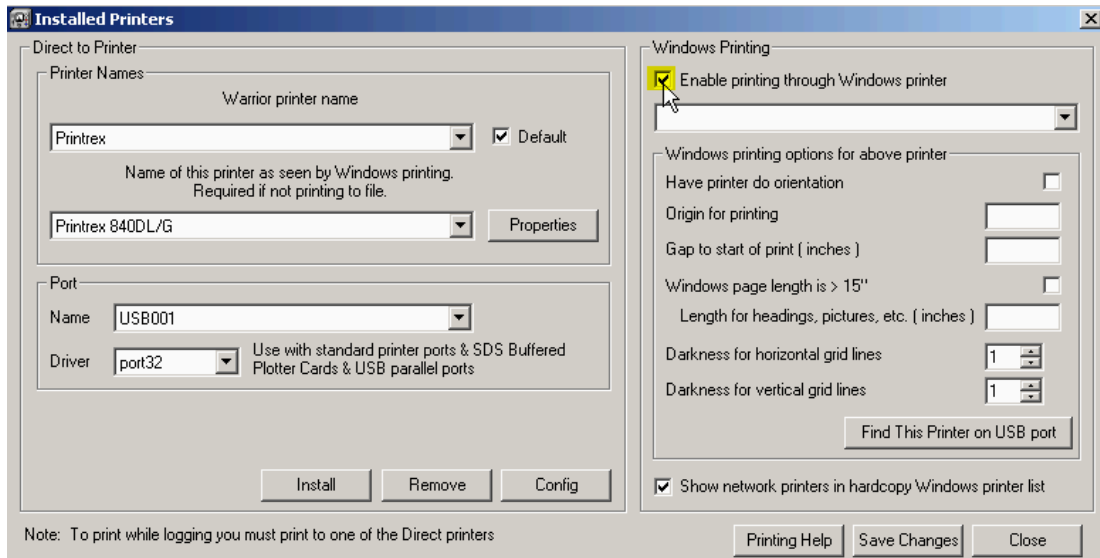 Installed Printers
Direct to Printer
Printer Names
Warrior printer name
Printrex
Default
Name of this printer as seen by Windows printing.
Required if not printing to file.
Printrex 840DL/G
Properties
Port
Name USB001
Driver port32
Use with standard printer ports & SDS Buffered
Plotter Cards & USB parallel ports
Install Remove Config
Note: To print while logging you must print to one of the Direct printers
Windows Printing
Enable printing through Windows printer
Windows printing options for above printer
Have printer do orientation
Origin for printing
Gap to start of print ( inches )
Windows page length is > 15"
Length for headings, pictures, etc. ( inches )
Darkness for horizontal grid lines 1
Darkness for vertical grid lines 1
Find This Printer on USB port
Show network printers in hardcopy Windows printer list
Printing Help Save Changes Close